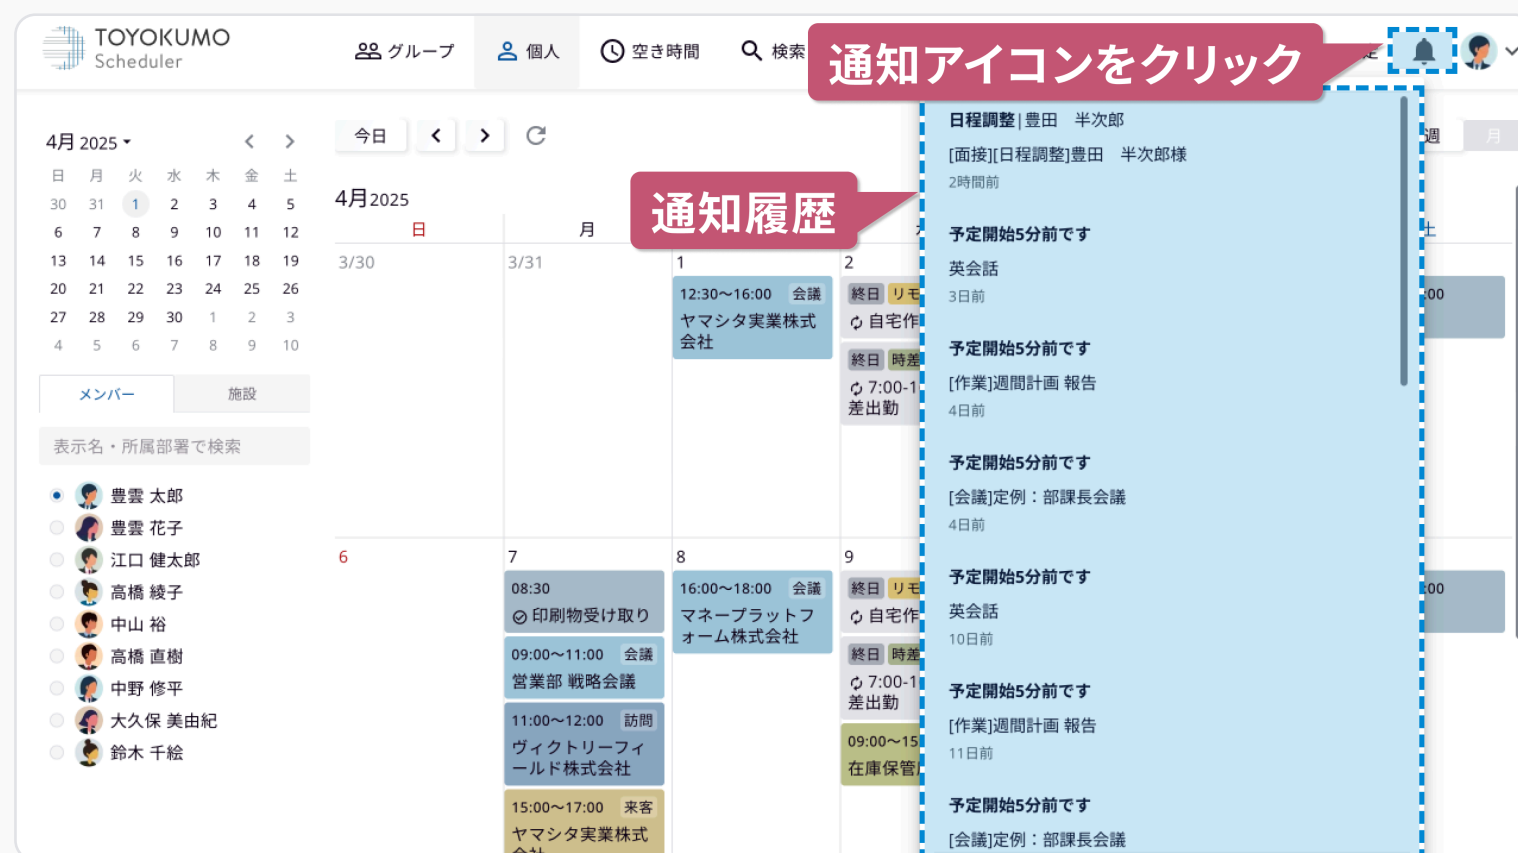 TOYOKUMO
Scheduler
グループ
個人
空き時間
検索
通知アイコンをクリック
4月 2025
日 月 火 水 木 金 土
30 31 1 2 3 4 5
6 7 8 9 10 11 12
13 14 15 16 17 18 19
20 21 22 23 24 25 26
27 28 29 30 1 2 3
4 5 6 7 8 9 10
メンバー
施設
表示名・所属部署で検索
豊雲 太郎
豊雲 花子
江口 健太郎
高橋 綾子
中山 裕
高橋 直樹
中野 修平
大久保 美由紀
鈴木 千絵
今日
週
月
4月2025
通知履歴
日
月
土
3/30
3/31
1
12:30〜16:00 会議
ヤマシタ実業株式
会社
2
終日 リモ
自宅作
終日 時差
7:00-1
差出勤
:00
6
7
08:30
印刷物受け取り
09:00〜11:00 会議
営業部 戦略会議
11:00〜12:00 訪問
ヴィクトリーフィ
ールド株式会社
15:00〜17:00 来客
ヤマシタ実業株式
8
16:00〜18:00 会議
マネープラットフ
ォーム株式会社
9
終日 リモ
自宅作
終日 時差
7:00-1
差出勤
09:00〜15
在庫保管
:00
日程調整|豊田　半次郎
[面接][日程調整]豊田　半次郎様
2時間前
予定開始5分前です
英会話
3日前
予定開始5分前です
[作業]週間計画 報告
4日前
予定開始5分前です
[会議]定例：部課長会議
4日前
予定開始5分前です
英会話
10日前
予定開始5分前です
[作業]週間計画 報告
11日前
予定開始5分前です
[会議]定例：部課長会議